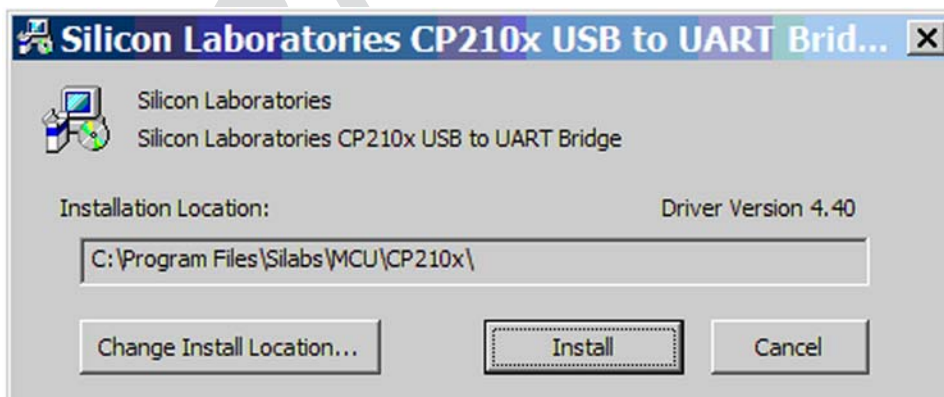 Silicon Laboratories CP210x USB to UART Brid...
Silicon Laboratories
Silicon Laboratories CP210x USB to UART Bridge
Installation Location:
Driver Version 4.40
C:\Program Files\Silabs\MCU\CP210x\
Change Install Location...
Install
Cancel